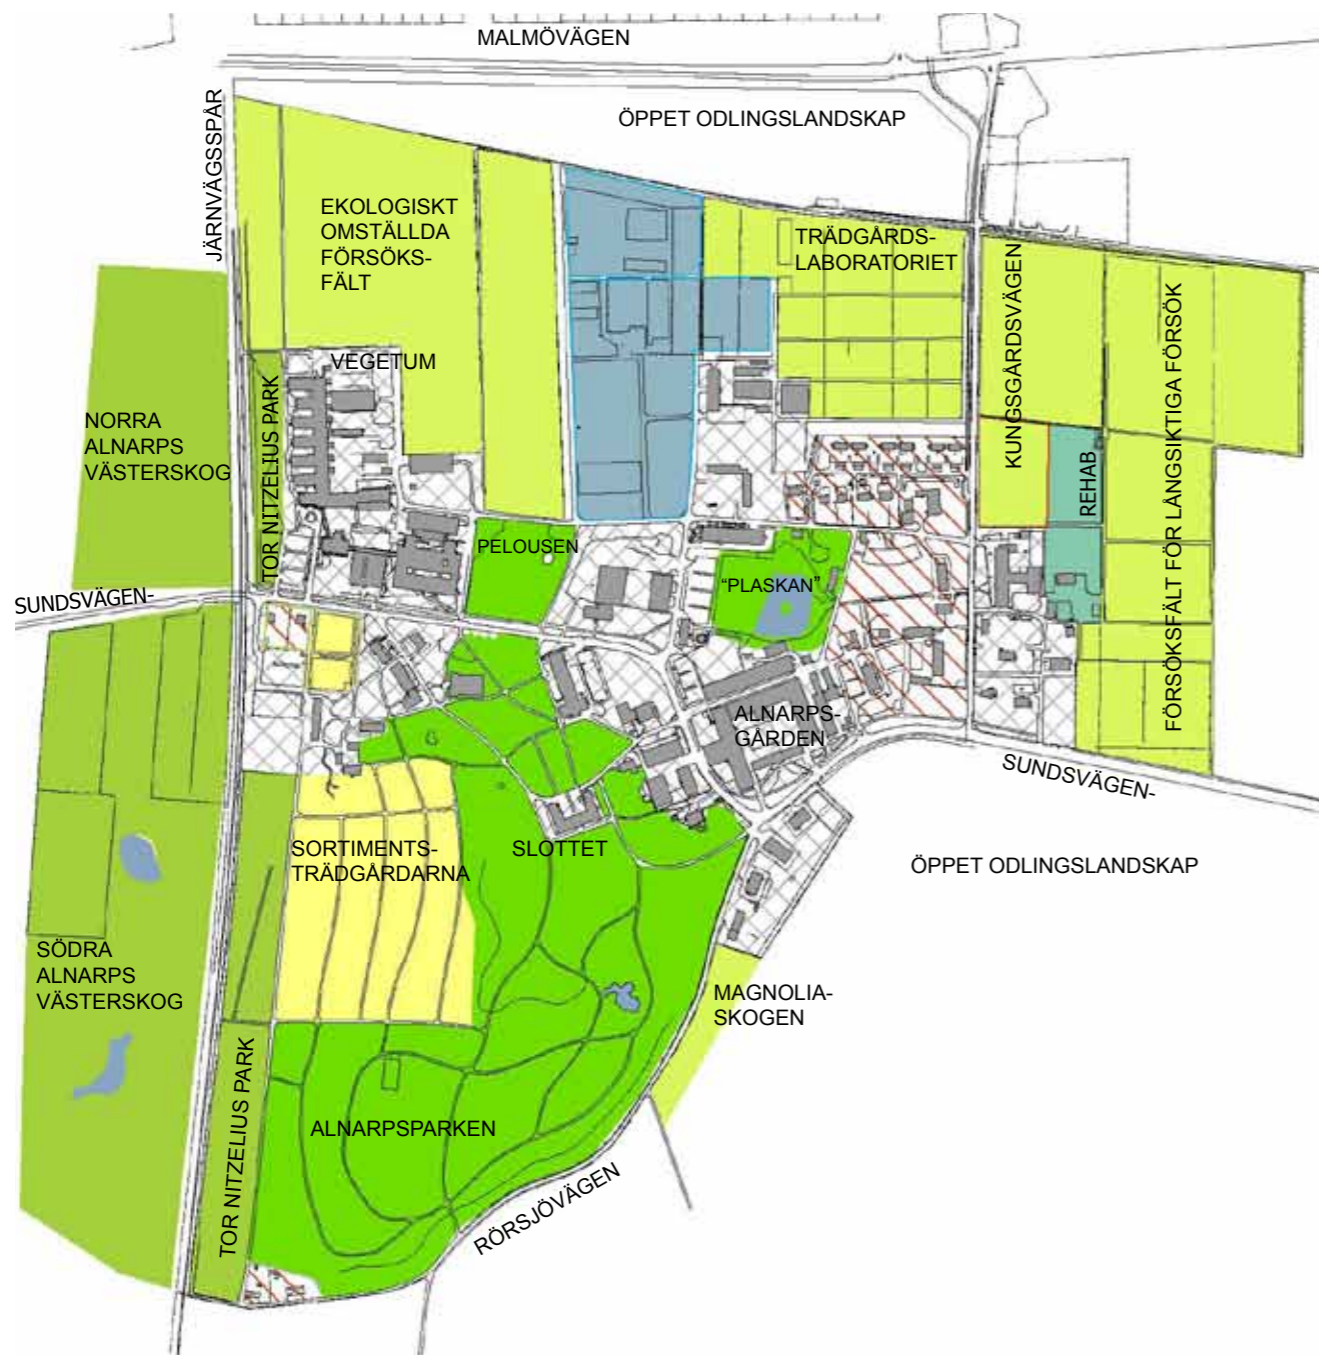 MALMÖVÄGEN
ÖPPET ODLINGSLANDSKAP
JÄRNVÄGSSPÅR
EKOLOGISKT
OMSTÄLLDA
FÖRSÖKS-
FÄLT
TRÄDGÅRDS-
LABORATORIET
KUNGSGÅRDSVÄGEN
FÖRSÖKSFÄLT FÖR LÅNGSIKTIGA FÖRSÖK
VEGETUM
TOR NITZELIUS PARK
NORRA
ALNARPS
VÄSTERSKOG
REHAB
PELOUSEN
"PLASKAN"
SUNDSVÄGEN-
ALNARPS-
GÅRDEN
SUNDSVÄGEN-
SORTIMENTS-
TRÄDGÅRDARNA
SLOTTET
ÖPPET ODLINGSLANDSKAP
SÖDRA
ALNARPS
VÄSTERSKOG
MAGNOLIA-
SKOGEN
TOR NITZELIUS PARK
ALNARPSPARKEN
RÖRSJÖVÄGEN